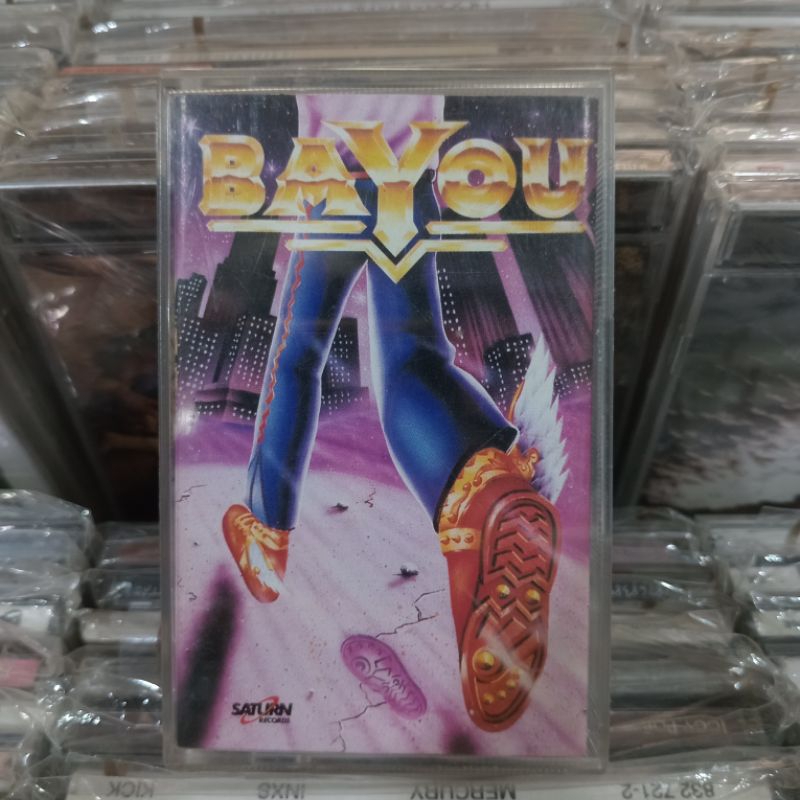 BAYOU
SATURN
RECORDS
KICK
INXS
MERCURY
832 721-2